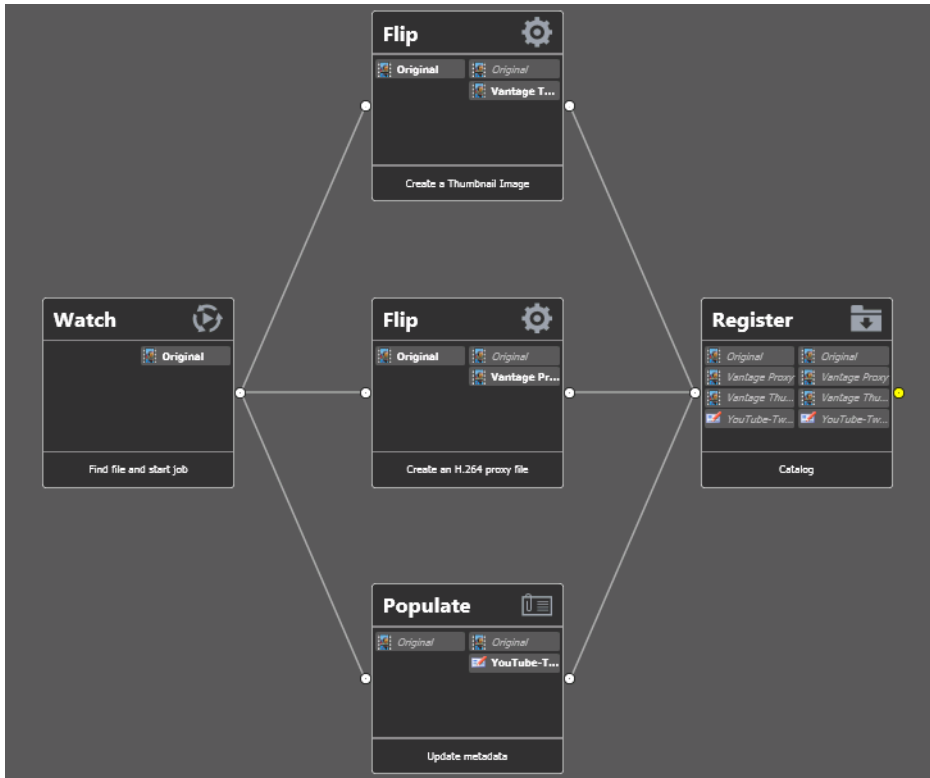 Flip
Original Original
Vantage T...
Create a Thumbnail Image
Watch
Original
Find file and start job
Flip
Original Original
Vantage Pr...
Create an H.264 proxy file
Register
Original Original
Vantage Proxy Vantage Proxy
Vantage Thu... Vantage Thu...
YouTube-Tw... YouTube-Tw...
Catalog
Populate
Original Original
YouTube-T...
Update metadata